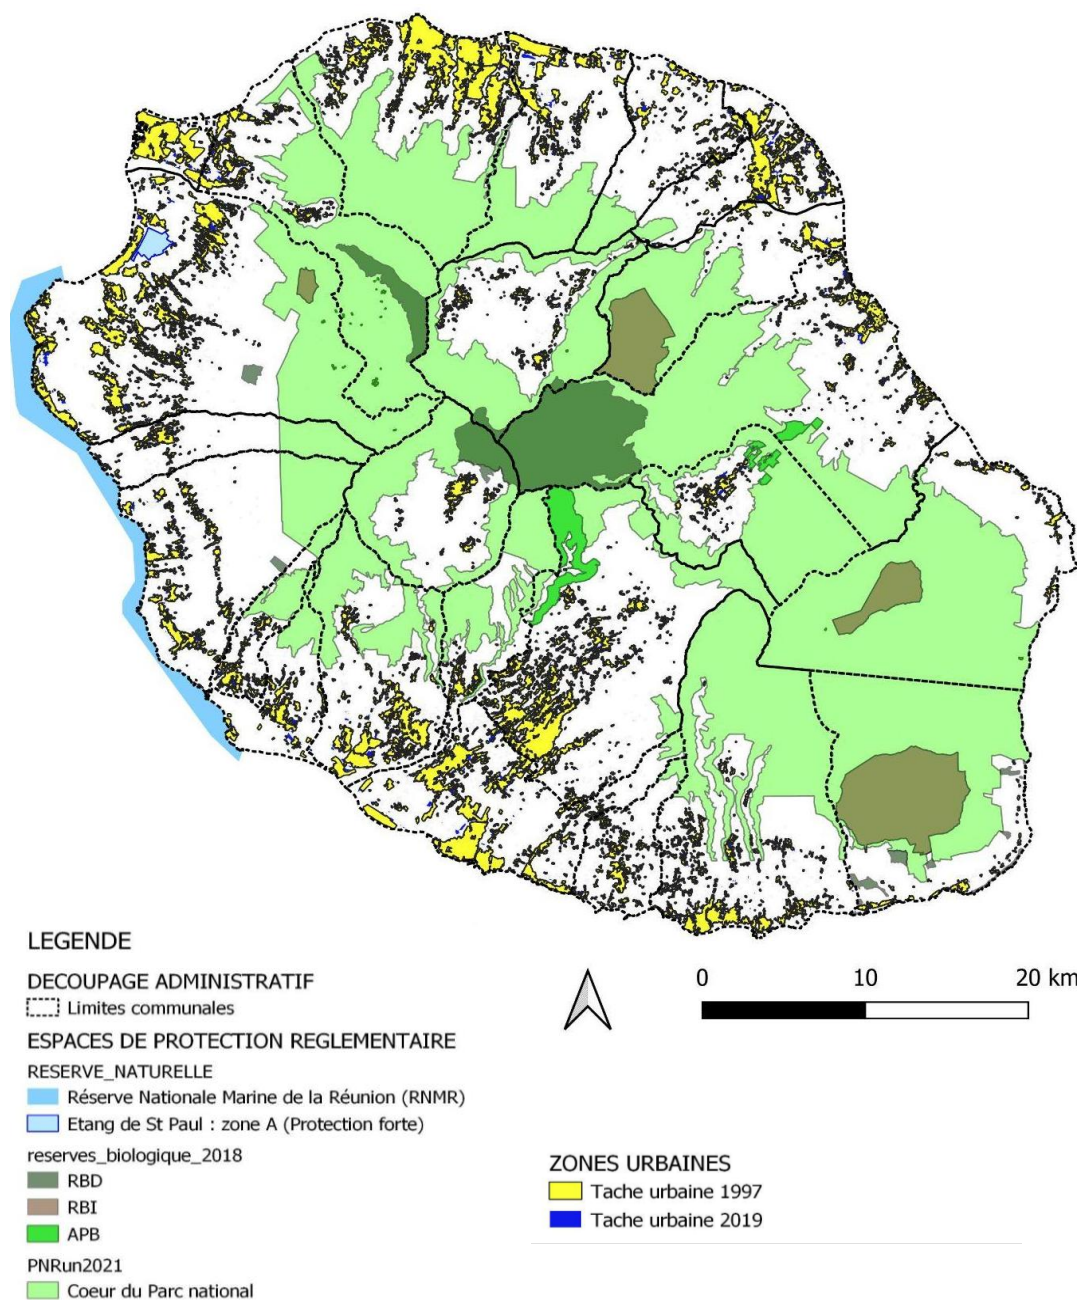 LEGENDE
DECOUPAGE ADMINISTRATIF
Limites communales
ESPACES DE PROTECTION REGLEMENTAIRE
RESERVE_NATURELLE
Réserve Nationale Marine de la Réunion (RNMR)
Etang de St Paul : zone A (Protection forte)
reserves_biologique_2018
RBD
RBI
APB
PNRun2021
Coeur du Parc national
0 10 20 km
ZONES URBAINES
Tache urbaine 1997
Tache urbaine 2019